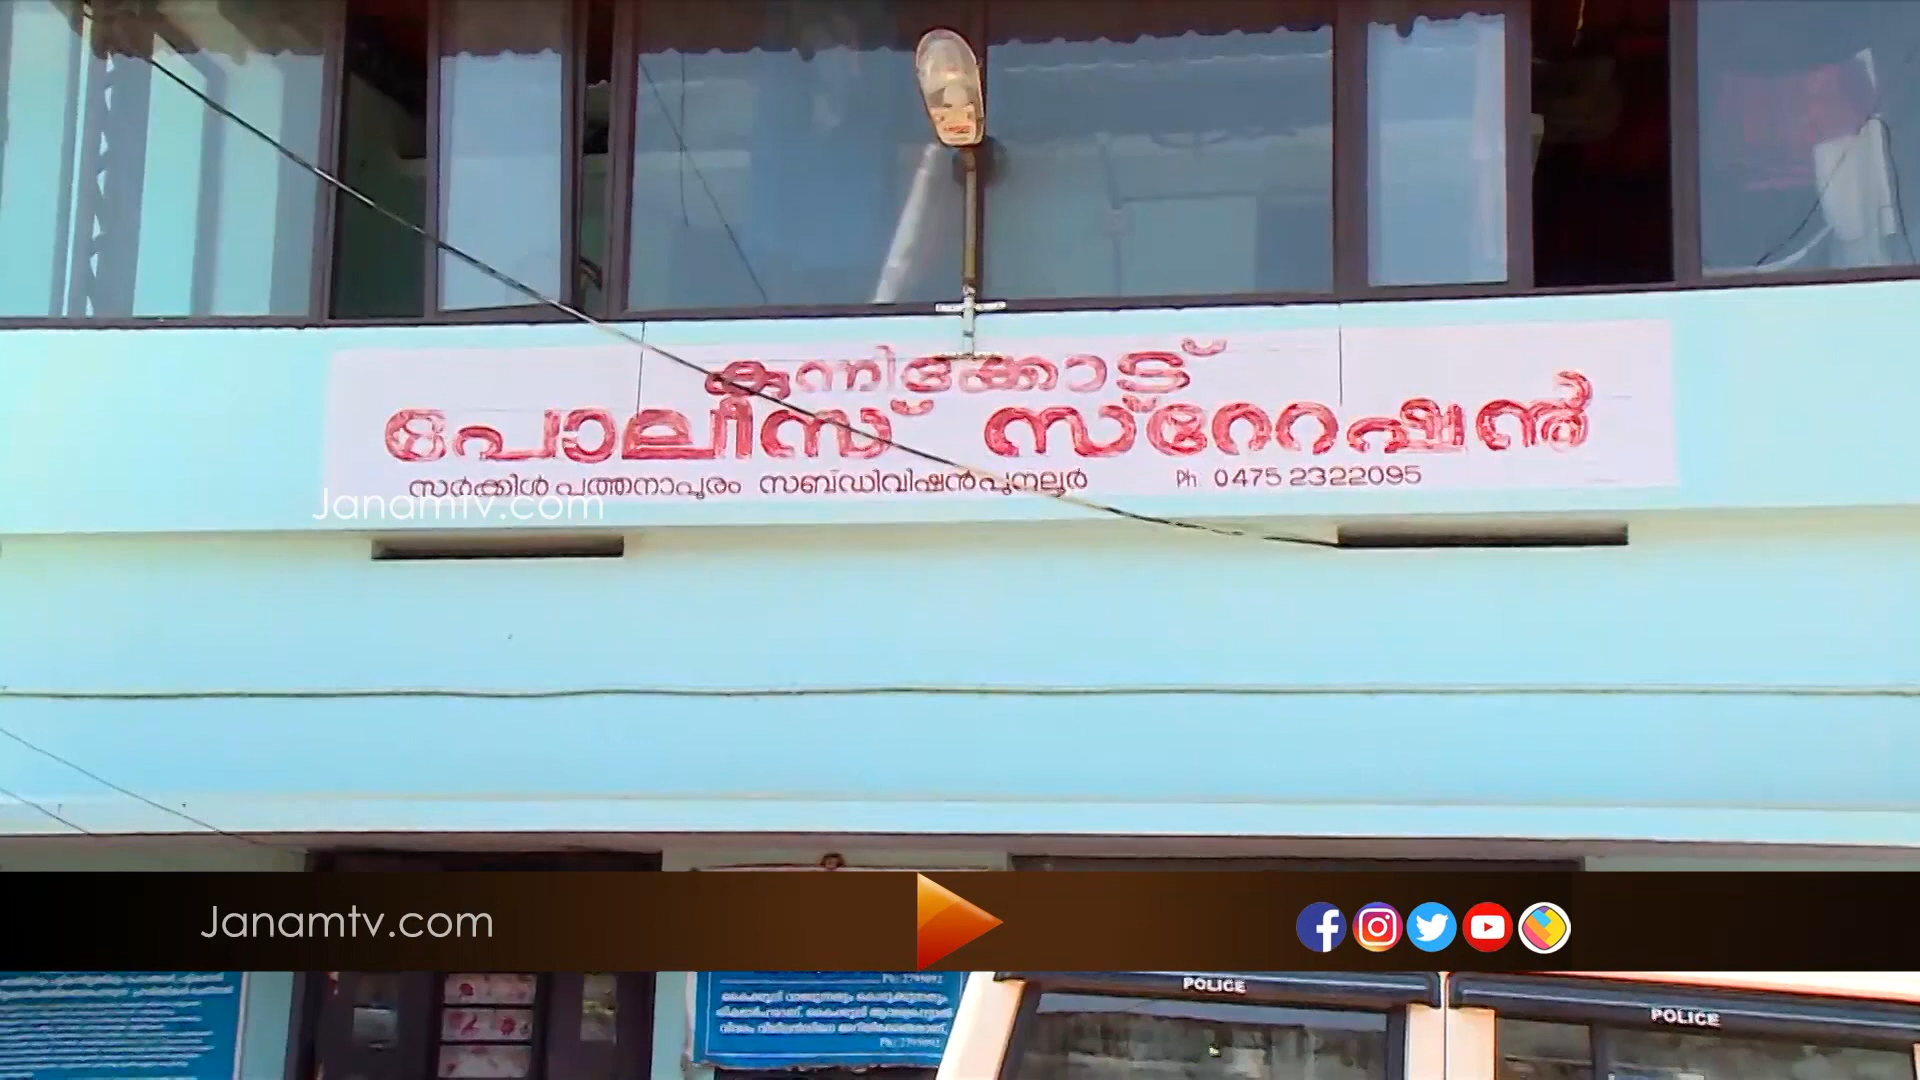 കുന്നിക്കോട്ട്
പോലീസ് സ്റ്റേഷൻ
സർക്കിൾ പത്തനാപുരം സബ്ഡിവിഷൻ പുനലൂർ Ph: 0475 2322095
Janamtv.com
Janamtv.com
POLICE
POLICE